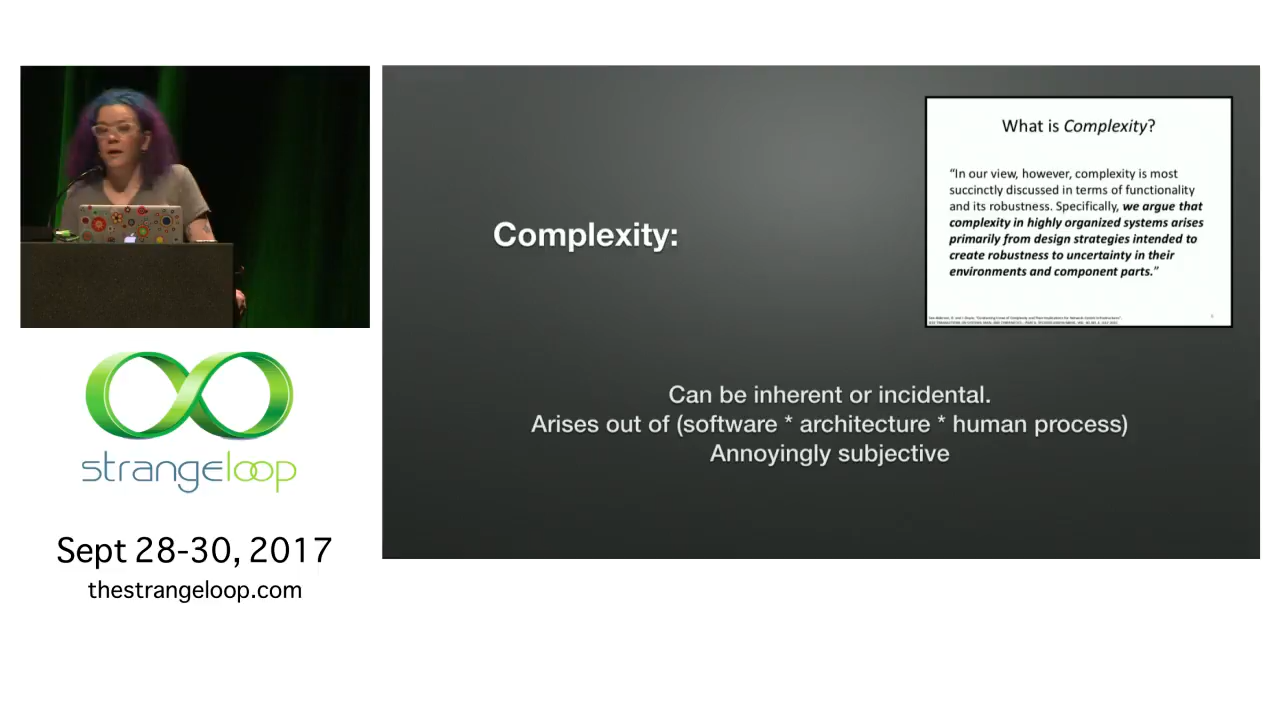 What is Complexity?
“In our view, however, complexity is most
succinctly discussed in terms of functionality
and its robustness. Specifically, we argue that
complexity in highly organized systems arises
primarily from design strategies intended to
create robustness to uncertainty in their
environments and component parts.”
Complexity:
Can be inherent or incidental.
Arises out of (software * architecture * human process)
Annoyingly subjective
strangeloop
Sept 28-30, 2017
thestrangeloop.com